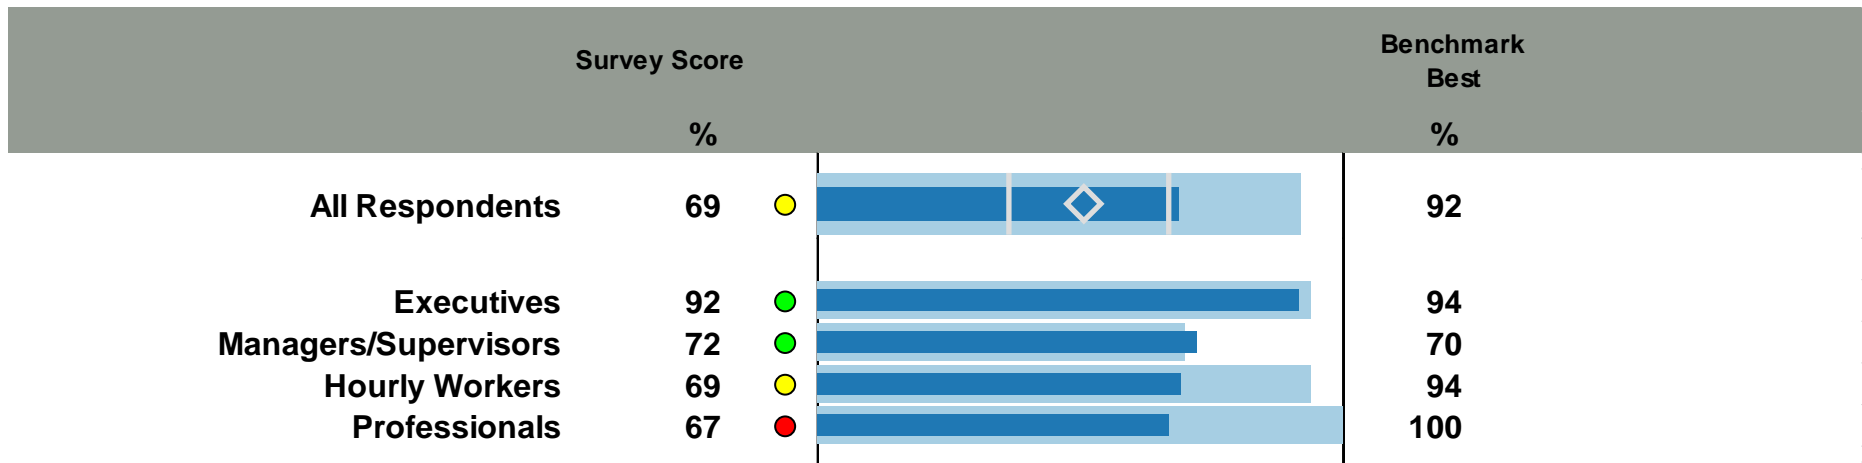 Survey Score
Benchmark
Best
% %
All Respondents 69 92
Executives 92 94
Managers/Supervisors 72 70
Hourly Workers 69 94
Professionals 67 100